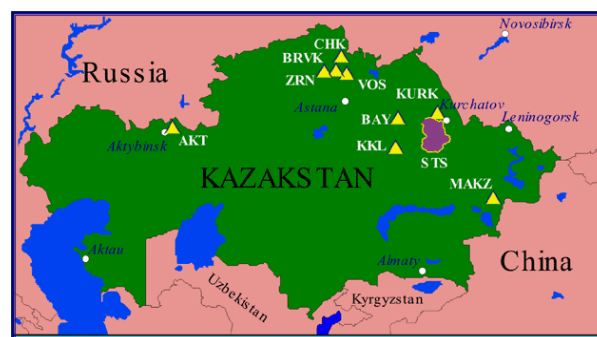 Novosibirsk
CHK
BRVK
Russia
ZRN
VOS
KURK
Astana
Kurchatov
BAY
Leninogorsk
AKT
Aktybinsk
KKL
STS
KAZAKSTAN
MAKZ
Aktau
Almaty
China
Uzbekistan
Kyrgyzstan